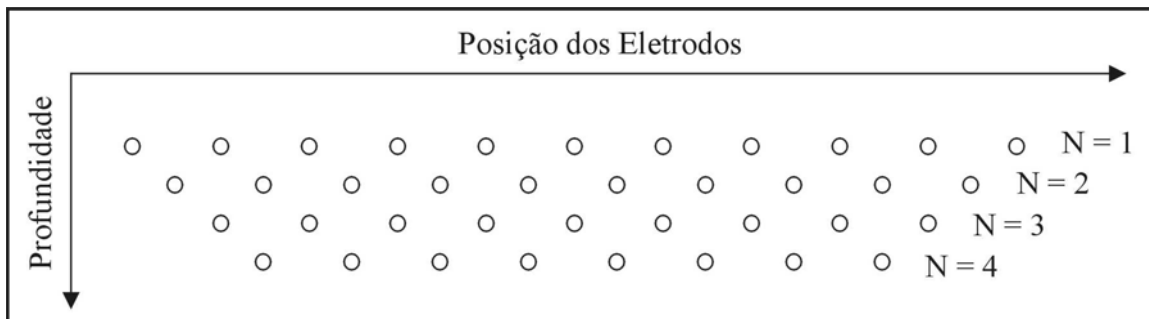 Posição dos Eletrodos
Profundidade
N = 1
N = 2
N = 3
N = 4